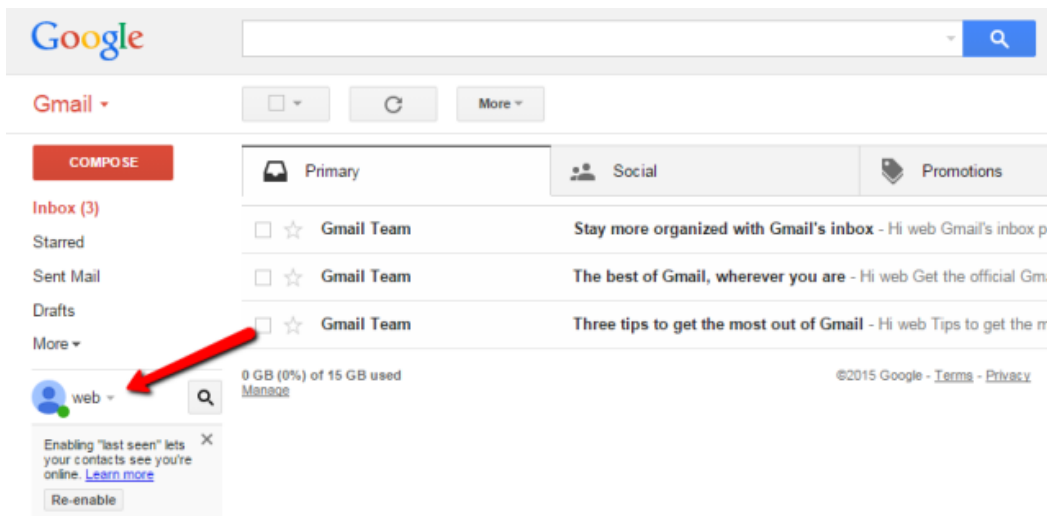 Google
Gmail
More
COMPOSE
Primary
Social
Promotions
Inbox (3)
Starred
Sent Mail
Drafts
More
Gmail Team Stay more organized with Gmail's inbox - Hi web Gmail's inbox p
Gmail Team The best of Gmail, wherever you are - Hi web Get the official Gm
Gmail Team Three tips to get the most out of Gmail - Hi web Tips to get the
0 GB (0%) of 15 GB used
Manage
©2015 Google - Terms - Privacy
web
Enabling "last seen" lets
your contacts see you're
online. Learn more
Re-enable